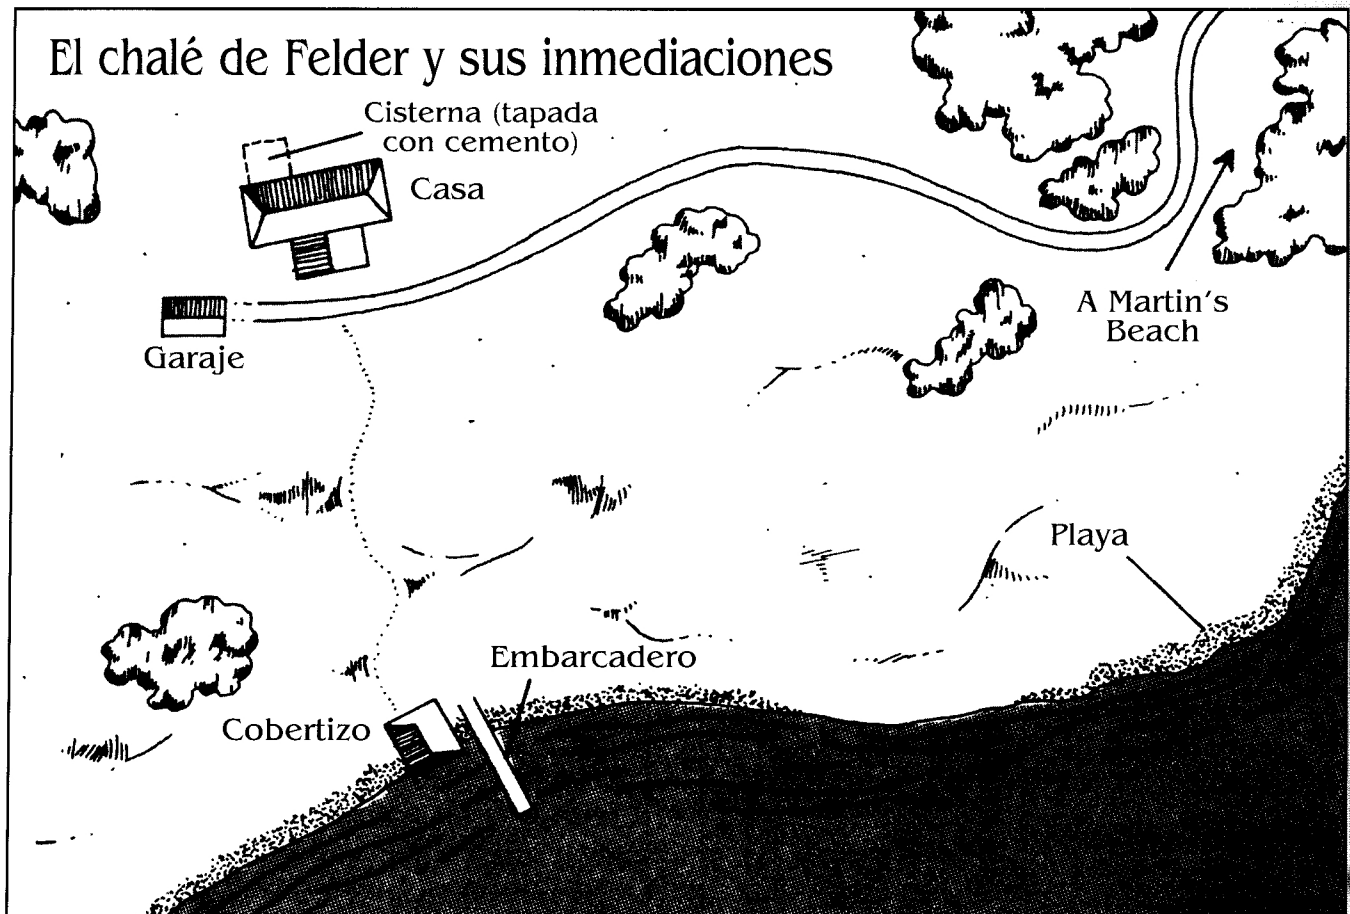 El chalé de Felder y sus inmediaciones
Cisterna (tapada
con cemento)
Casa
Garaje
A Martin's
Beach
Playa
Embarcadero
Cobertizo